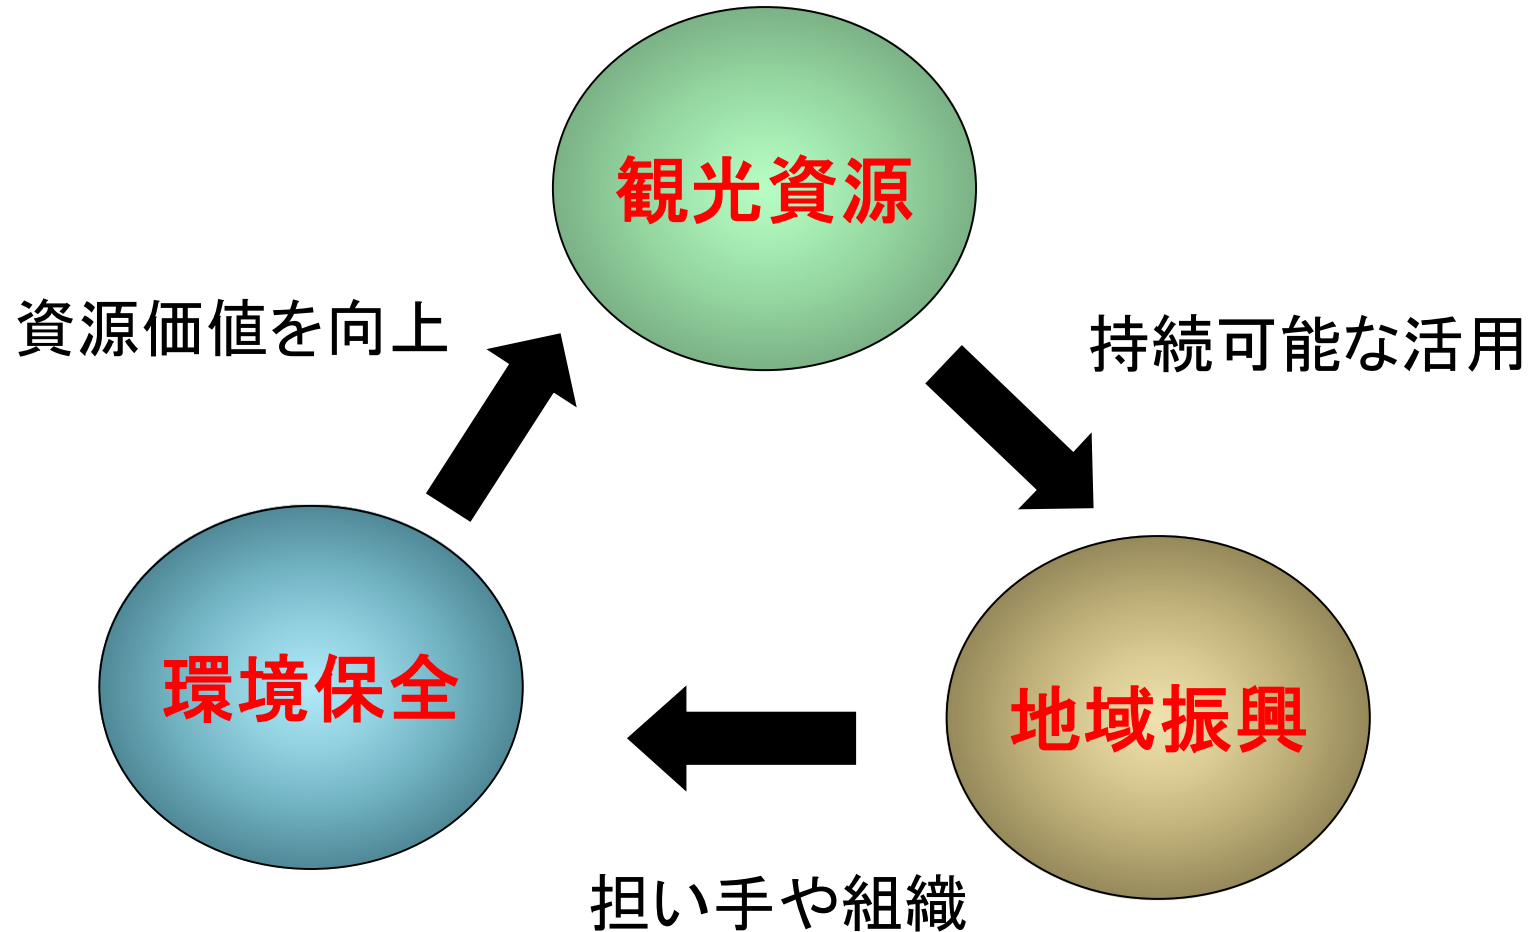 観光資源
資源価値を向上
持続可能な活用
環境保全
地域振興
担い手や組織